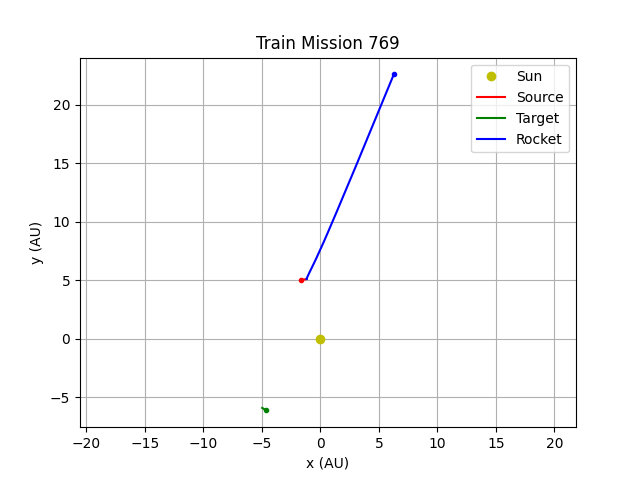 Train Mission 769
Sun
Source
Target
Rocket
y (AU)
20
15
10
5
0
−5
−20 −15 −10 −5 0 5 10 15 20
x (AU)